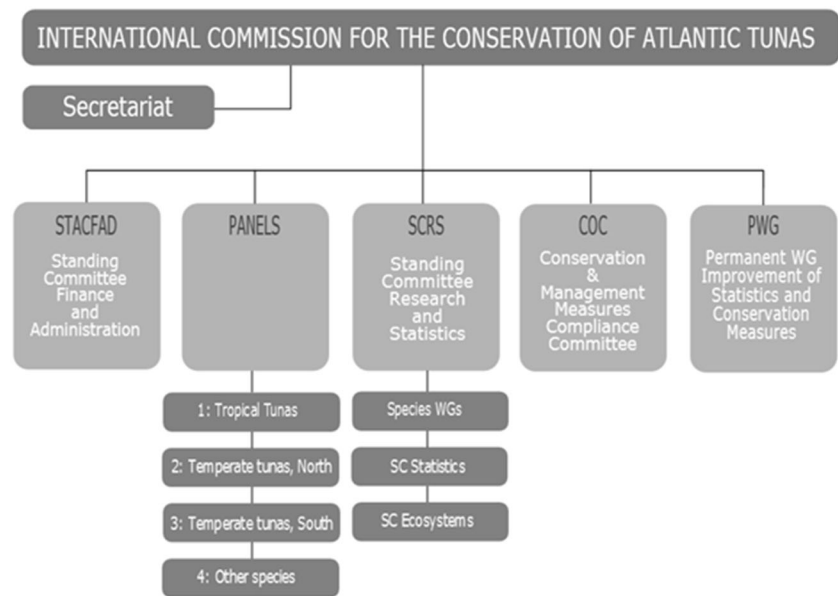 INTERNATIONAL COMMISSION FOR THE CONSERVATION OF ATLANTIC TUNAS
Secretariat
STACFAD
Standing
Committee
Finance
and
Administration
PANELS
SCRS
Standing
Committee
Research
and
Statistics
COC
Conservation
&
Management
Measures
Compliance
Committee
PWG
Permanent WG
Improvement of
Statistics and
Conservation
Measures
1: Tropical Tunas
2: Temperate tunas, North
3: Temperate tunas, South
4: Other species
Species WGs
SC Statistics
SC Ecosystems